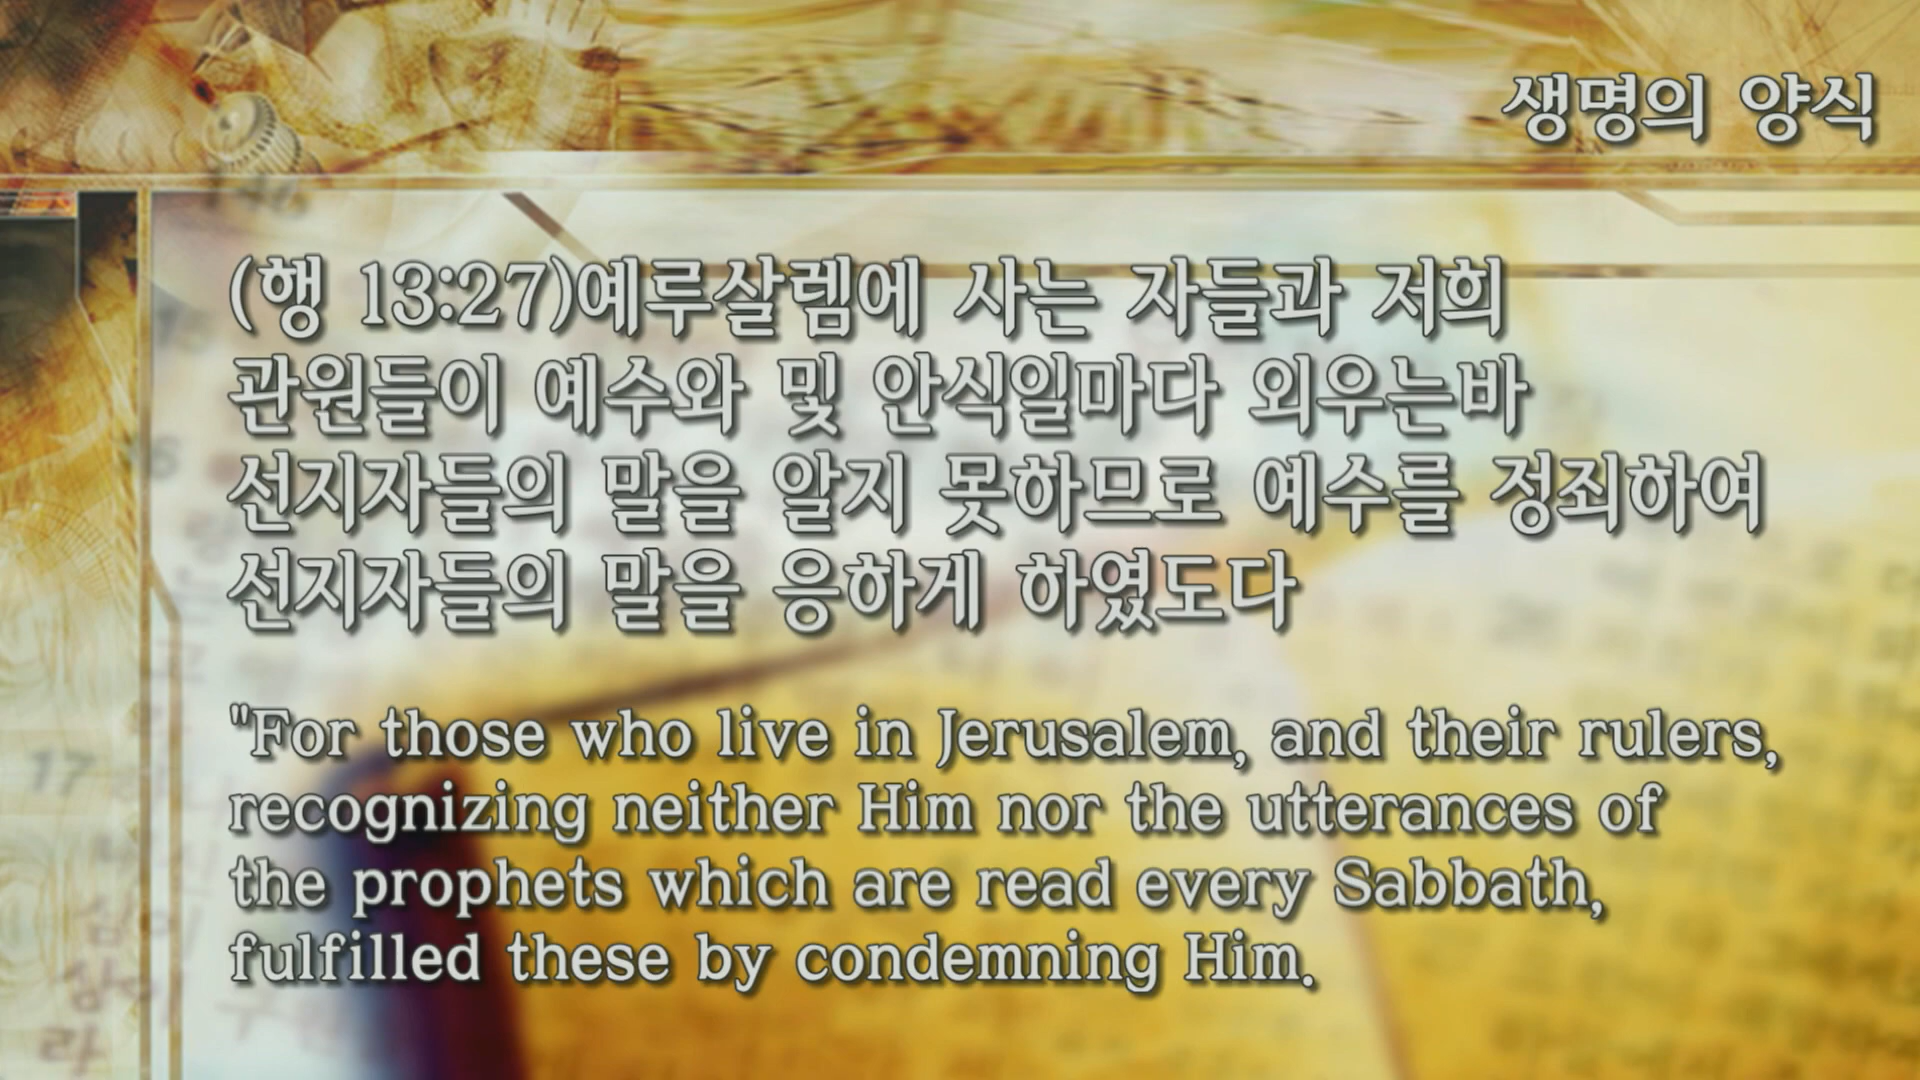 생명의 양식
(행 13:27)예루살렘에 사는 자들과 저희
관원들이 예수와 및 안식일마다 외우는바
선지자들의 말을 알지 못하므로 예수를 정죄하여
선지자들의 말을 응하게 하였도다
"For those who live in Jerusalem, and their rulers,
recognizing neither Him nor the utterances of
the prophets which are read every Sabbath,
fulfilled these by condemning Him.